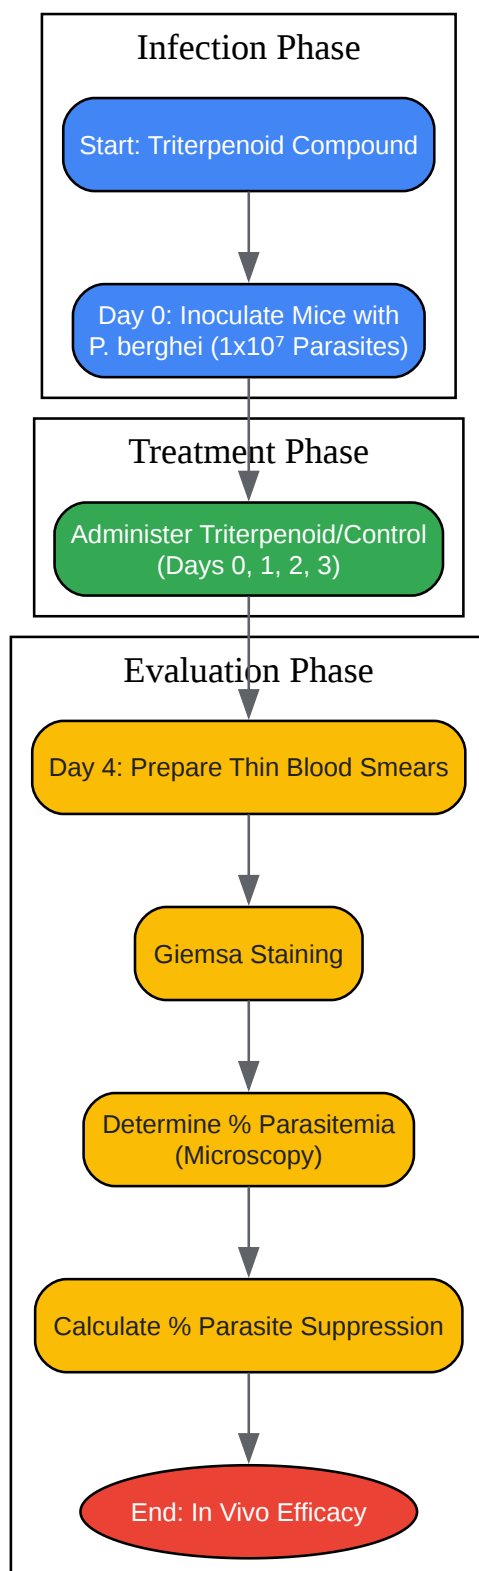 Infection Phase
Start: Triterpenoid Compound
Day 0: Inoculate Mice with
P. berghei (1x10⁷ Parasites)
Treatment Phase
Administer Triterpenoid/Control
(Days 0, 1, 2, 3)
Evaluation Phase
Day 4: Prepare Thin Blood Smears
Giemsa Staining
Determine % Parasitemia
(Microscopy)
Calculate % Parasite Suppression
End: In Vivo Efficacy